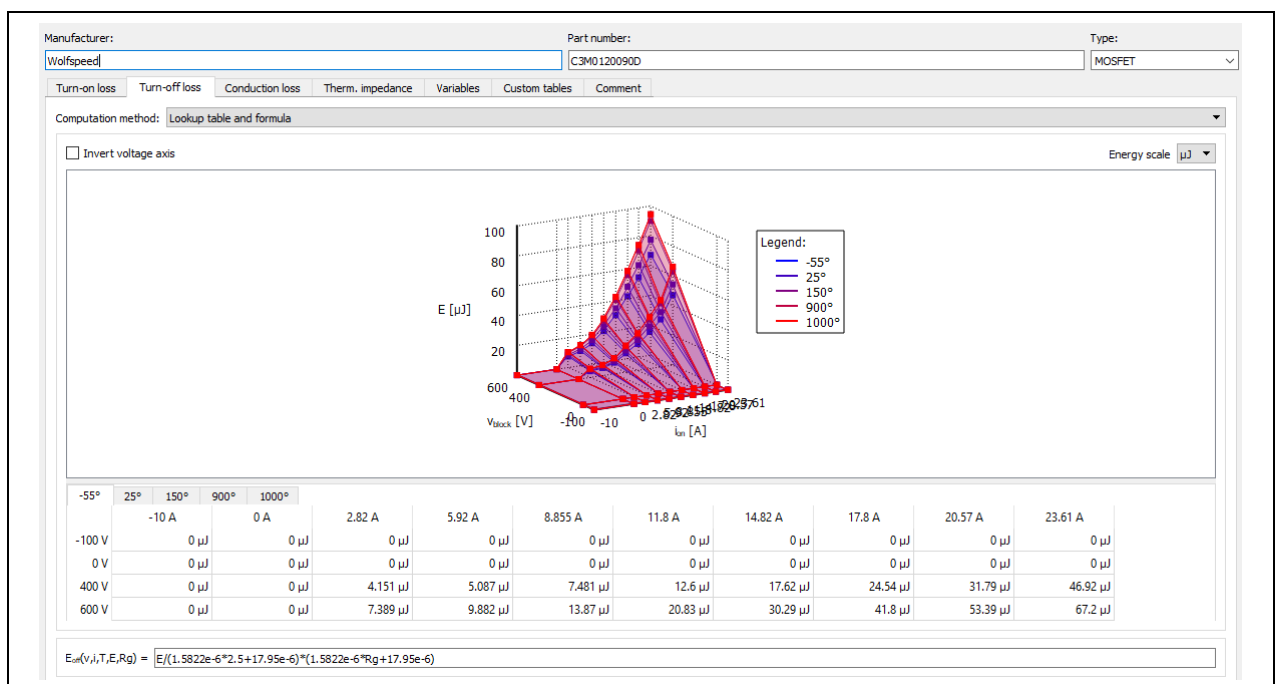 Manufacturer: Part number: Type:
Wolfspeed C3M0120090D MOSFET
Turn-on loss Turn-off loss Conduction loss Therm. impedance Variables Custom tables Comment
Computation method: Lookup table and formula
Invert voltage axis Energy scale µJ
100
80
60
40
20
E [µJ]
600
400
0
-100
Vblock [V]
-10
0
ion [A]
Legend:
-55°
25°
150°
900°
1000°
-55° 25° 150° 900° 1000°
-10 A 0 A 2.82 A 5.92 A 8.855 A 11.8 A 14.82 A 17.8 A 20.57 A 23.61 A
-100 V 0 µJ 0 µJ 0 µJ 0 µJ 0 µJ 0 µJ 0 µJ 0 µJ 0 µJ 0 µJ
0 V 0 µJ 0 µJ 0 µJ 0 µJ 0 µJ 0 µJ 0 µJ 0 µJ 0 µJ 0 µJ
400 V 0 µJ 0 µJ 4.151 µJ 5.087 µJ 7.481 µJ 12.6 µJ 17.62 µJ 24.54 µJ 31.79 µJ 46.92 µJ
600 V 0 µJ 0 µJ 7.389 µJ 9.882 µJ 13.87 µJ 20.83 µJ 30.29 µJ 41.8 µJ 53.39 µJ 67.2 µJ
Eoff(v,i,T,E,Rg) = E/(1.5822e-6*2.5+17.95e-6)*(1.5822e-6*Rg+17.95e-6)